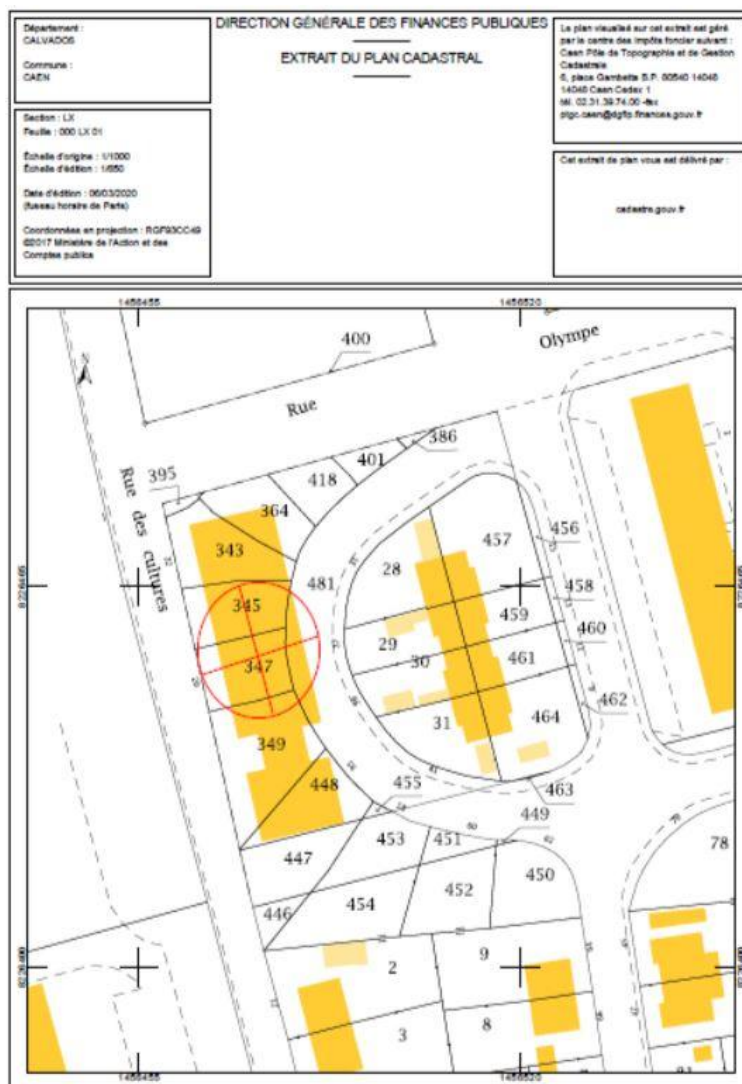 Département :
CALVADOS
Commune :
CAEN
Section : LX
Feuille : 000 LX 01
Échelle d'origine : 1/1000
Échelle d'édition : 1/650
Date d'édition : 06/03/2020
(fuseau horaire de Paris)
Coordonnées en projection : RGF93CC49
©2017 Ministère de l'Action et des
Comptes publics
DIRECTION GÉNÉRALE DES FINANCES PUBLIQUES
EXTRAIT DU PLAN CADASTRAL
Le plan visualisé sur cet extrait est géré
par le centre des impôts foncier suivant :
Caen Pôle de Topographie et de Gestion
Cadastrale
6, place Gambetta B.P. 80540 14048
14048 Caen Cedex 1
tél. 02.31.39.74.00 -fax
ptgc.caen@dgfip.finances.gouv.fr
Cet extrait de plan vous est délivré par :
cadastre.gouv.fr
1456455
1456520
400
Olympe
Rue
386
401
395
418
364
Rue des cultures
343
457
456
28
481
458
345
459
460
29
30
461
347
31
464
462
349
448
463
455
449
453
451
447
78
450
452
454
446
2
9
3
8
1456455
1456520